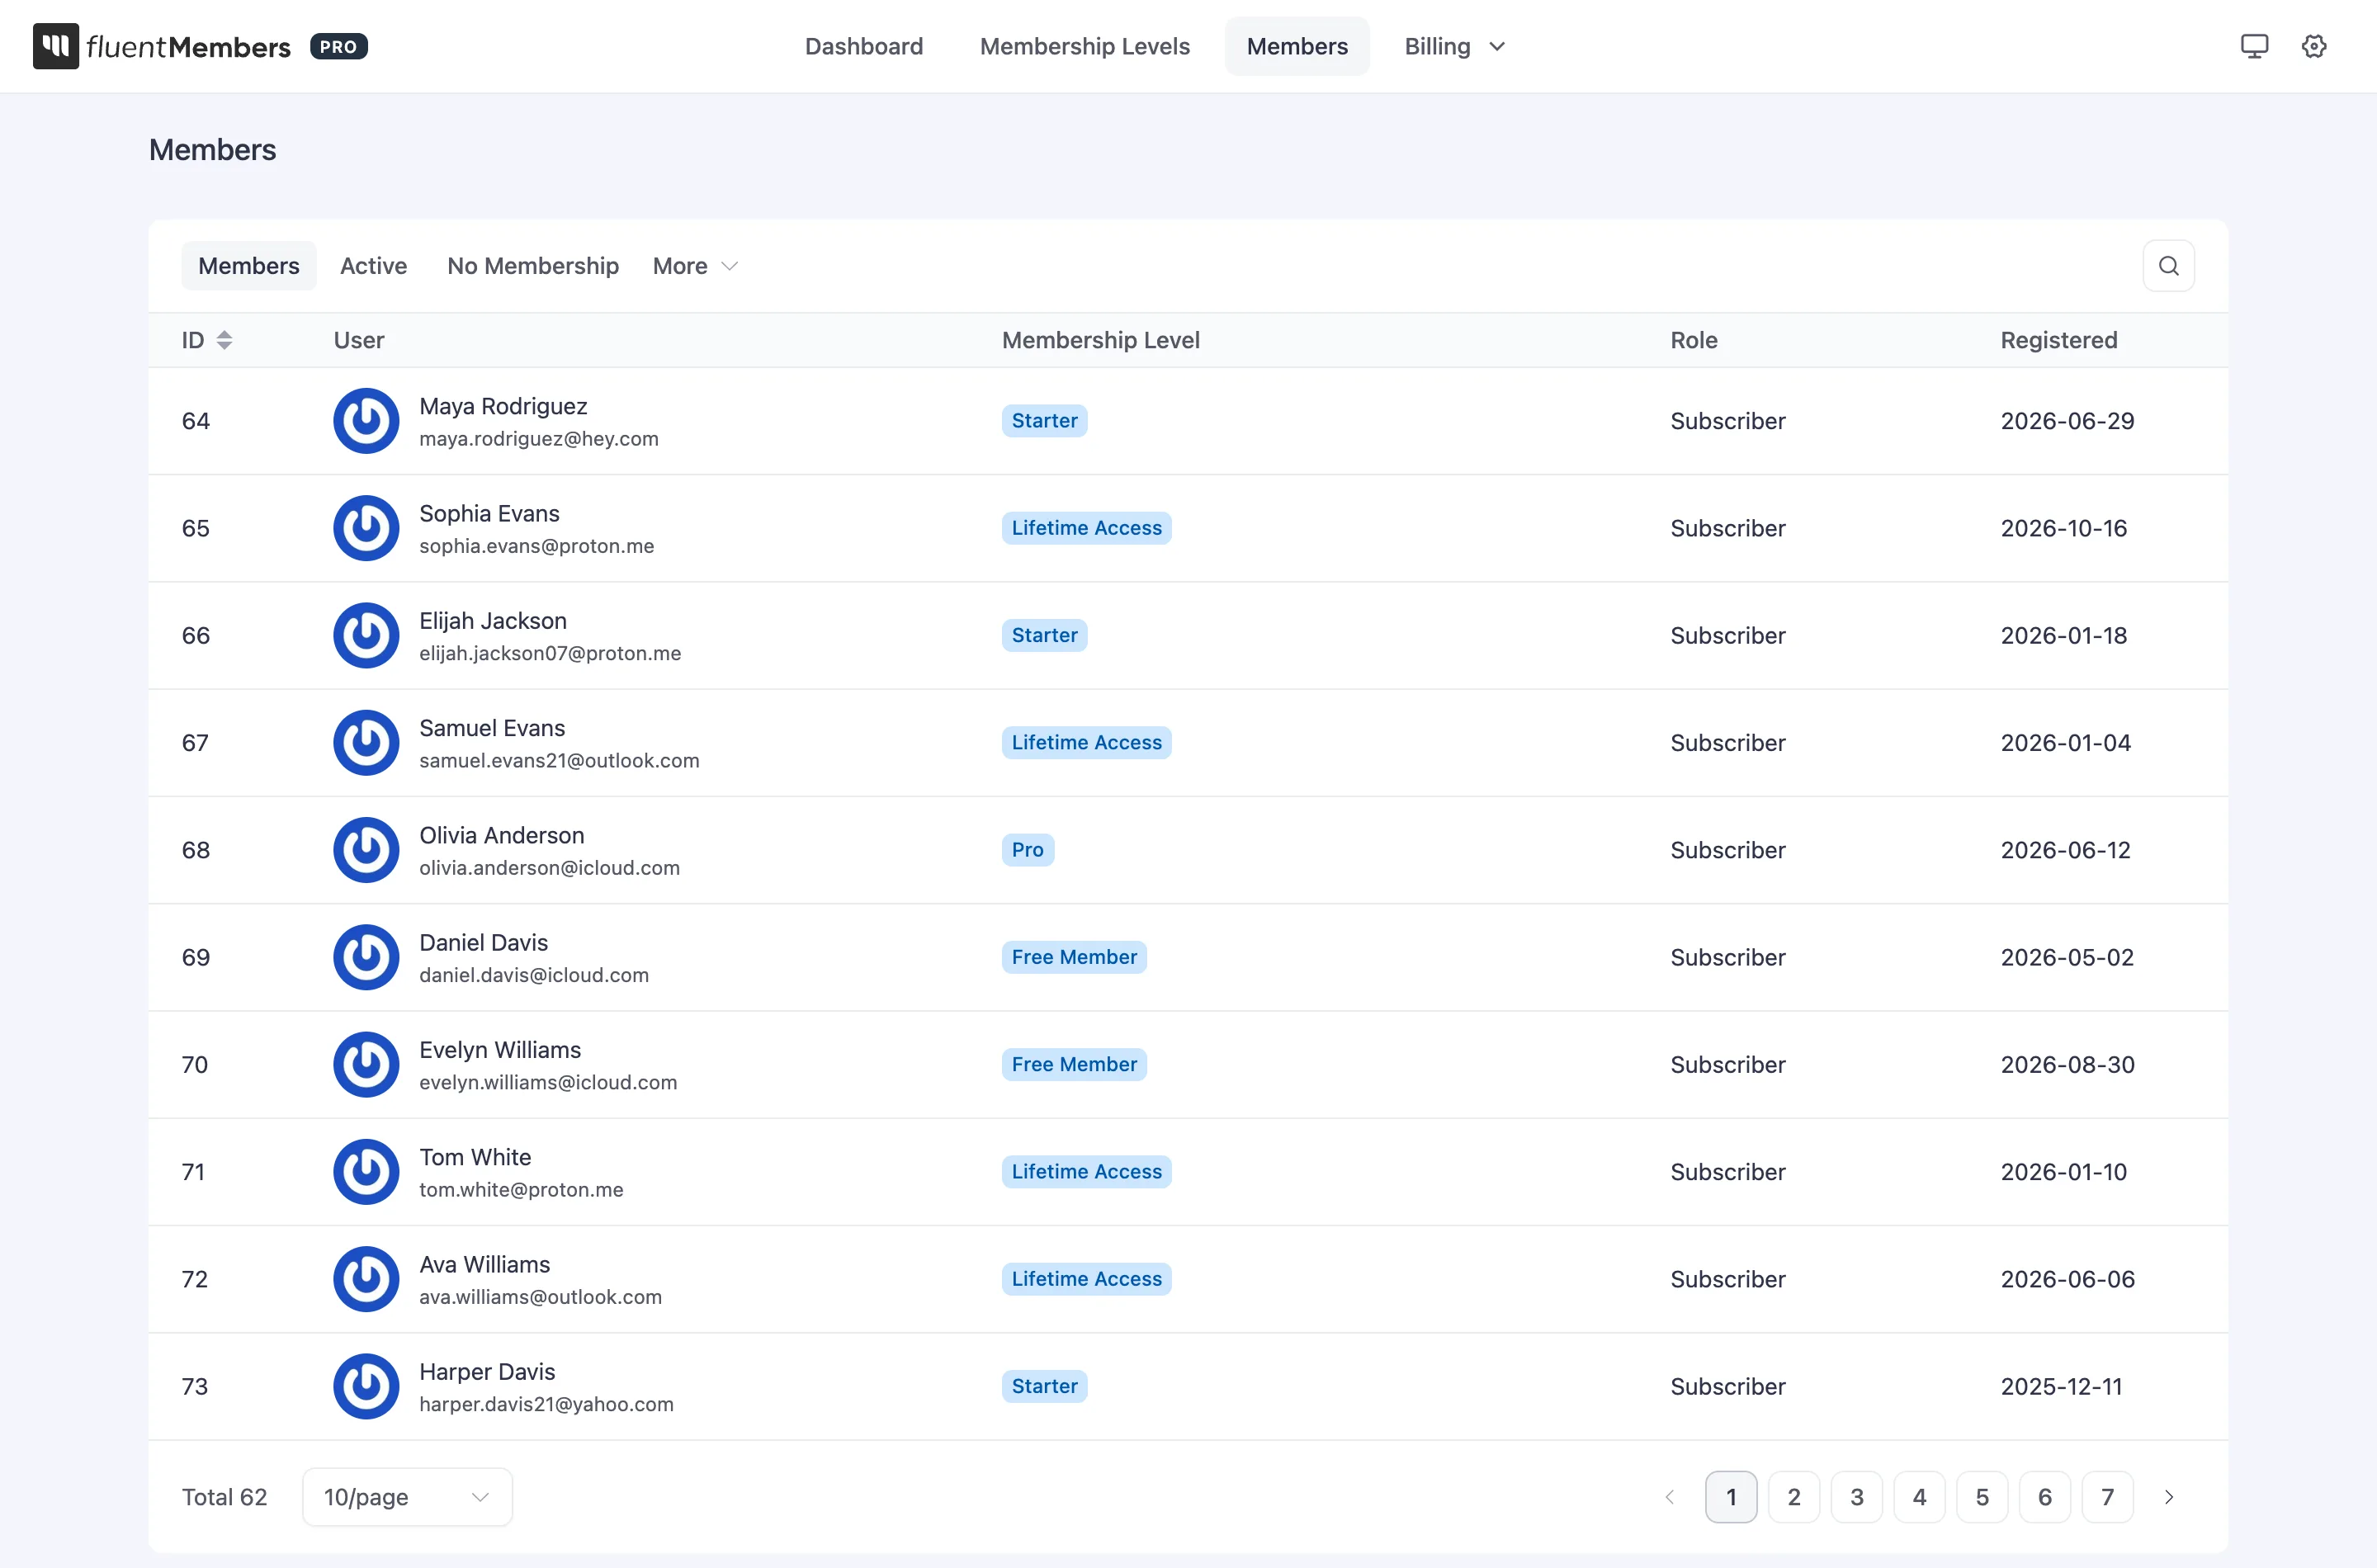 fluentMembers PRO Dashboard Membership Levels Members Billing
Members
Members Active No Membership More
ID User Membership Level Role Registered
64 Maya Rodriguez Starter Subscriber 2026-06-29
maya.rodriguez@hey.com
65 Sophia Evans Lifetime Access Subscriber 2026-10-16
sophia.evans@proton.me
66 Elijah Jackson Starter Subscriber 2026-01-18
elijah.jackson07@proton.me
67 Samuel Evans Lifetime Access Subscriber 2026-01-04
samuel.evans21@outlook.com
68 Olivia Anderson Pro Subscriber 2026-06-12
olivia.anderson@icloud.com
69 Daniel Davis Free Member Subscriber 2026-05-02
daniel.davis@icloud.com
70 Evelyn Williams Free Member Subscriber 2026-08-30
evelyn.williams@icloud.com
71 Tom White Lifetime Access Subscriber 2026-01-10
tom.white@proton.me
72 Ava Williams Lifetime Access Subscriber 2026-06-06
ava.williams@outlook.com
73 Harper Davis Starter Subscriber 2025-12-11
harper.davis21@yahoo.com
Total 62 10/page 1 2 3 4 5 6 7